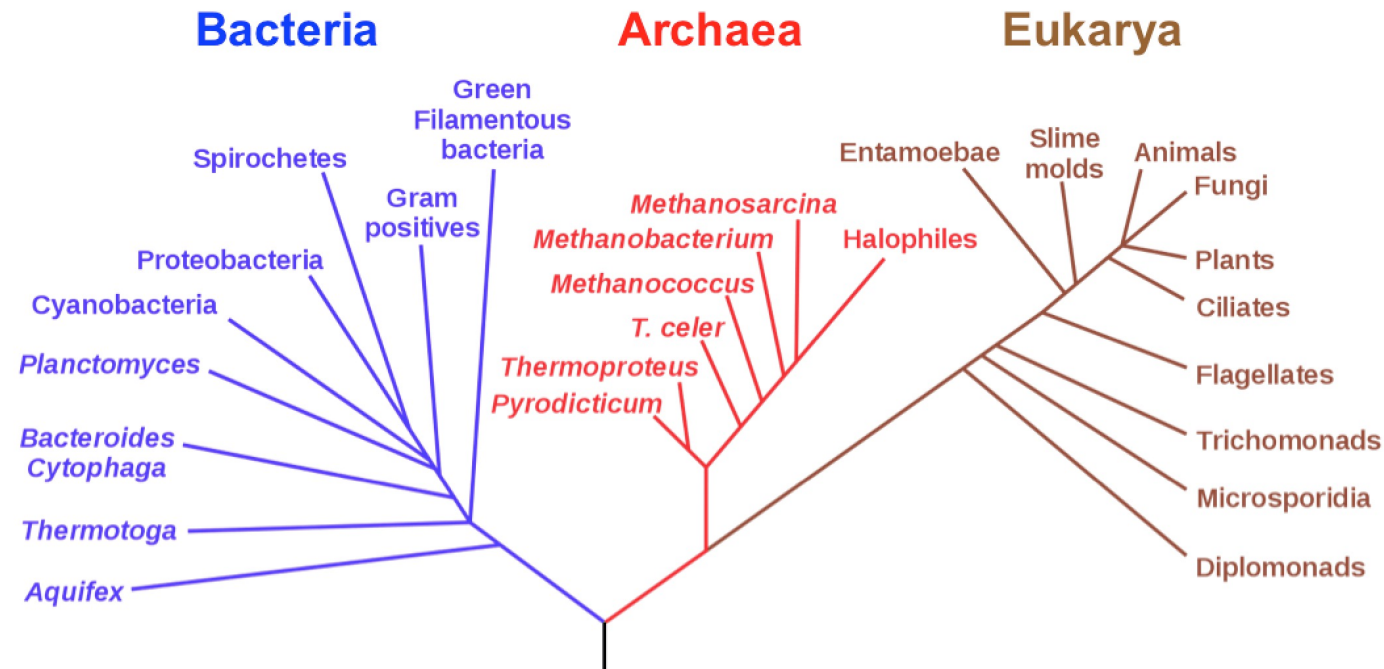 Bacteria
Archaea
Eukarya
Green
Filamentous
bacteria
Spirochetes
Gram
positives
Proteobacteria
Cyanobacteria
Planctomyces
Bacteroides
Cytophaga
Thermotoga
Aquifex
Methanosarcina
Methanobacterium
Halophiles
Methanococcus
T. celer
Thermoproteus
Pyrodicticum
Entamoebae
Slime
molds
Animals
Fungi
Plants
Ciliates
Flagellates
Trichomonads
Microsporidia
Diplomonads